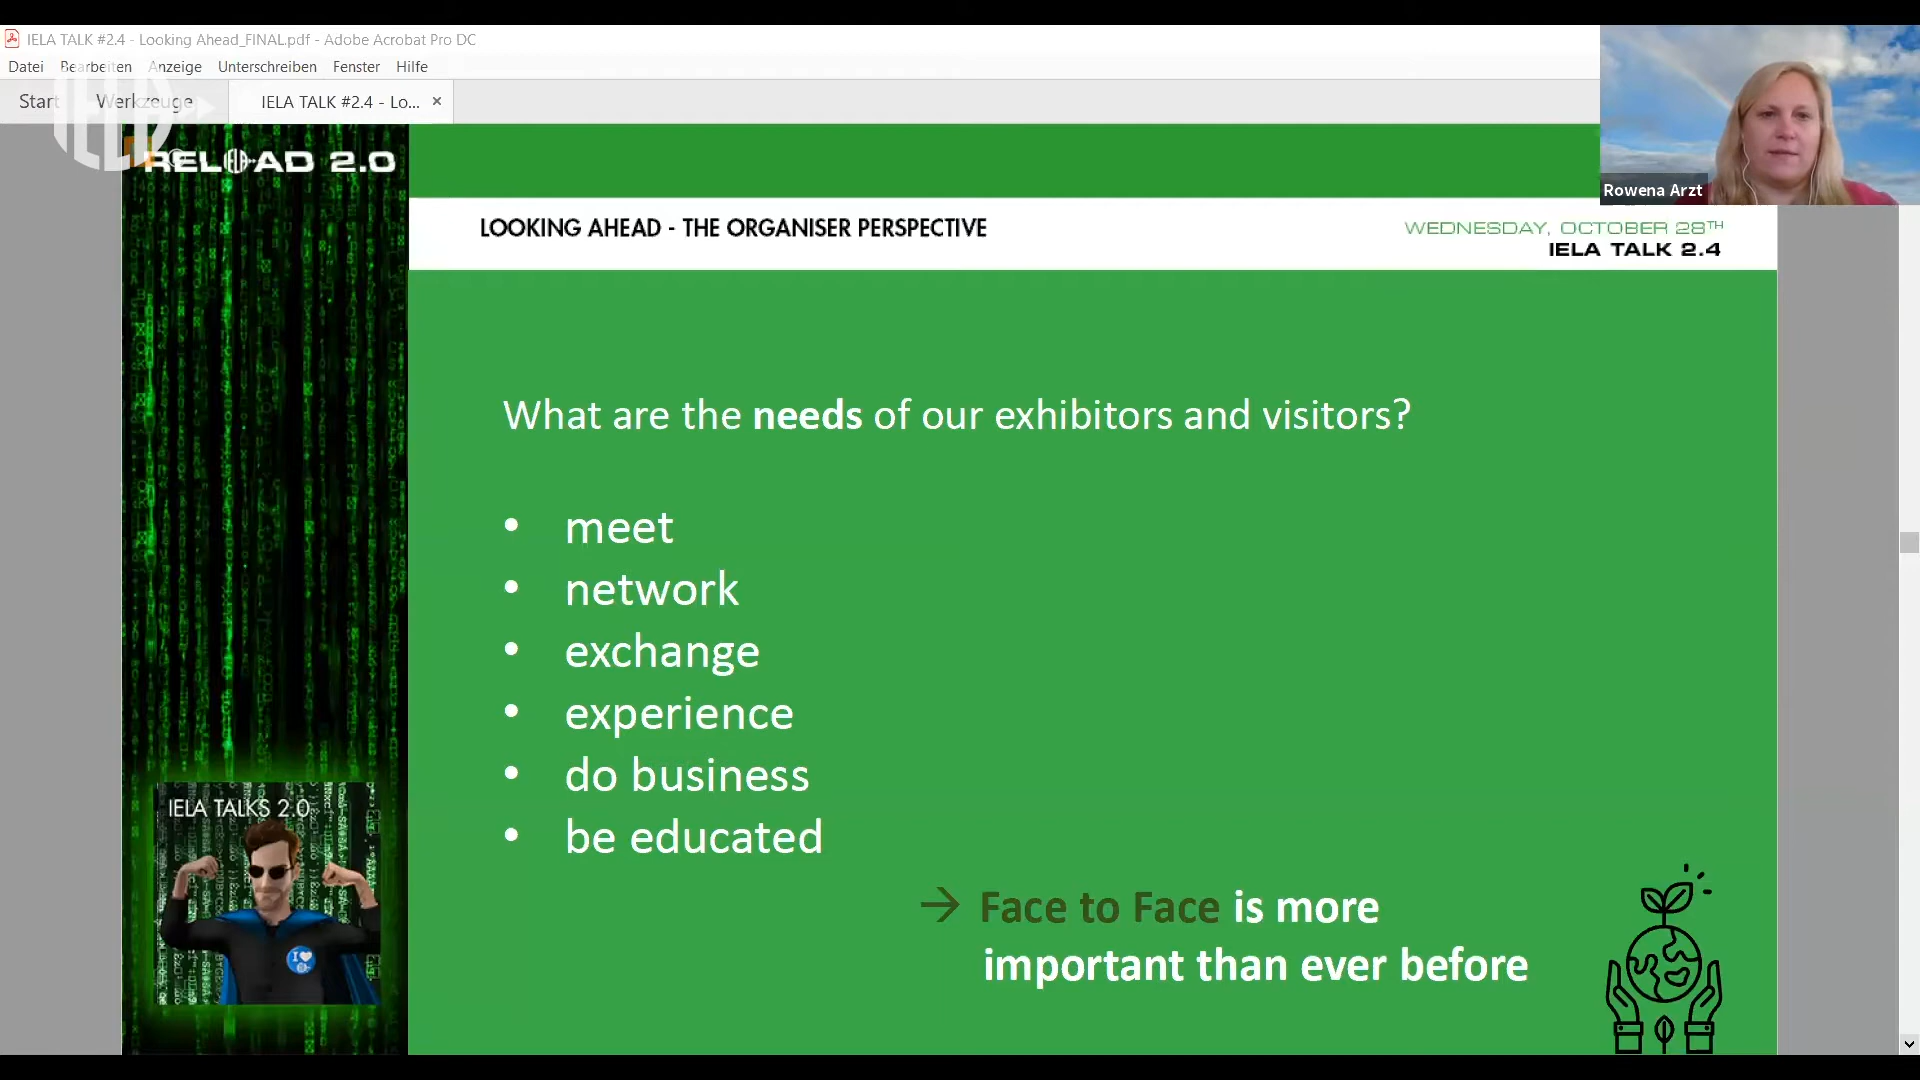 IELA TALK #2.4 - Looking Ahead_FINAL.pdf - Adobe Acrobat Pro DC
Datei Bearbeiten Anzeige Unterschreiben Fenster Hilfe
Start Werkzeuge IELA TALK #2.4 - Lo... ×
IELA
RELOAD 2.0
Rowena Arzt
LOOKING AHEAD - THE ORGANISER PERSPECTIVE
WEDNESDAY, OCTOBER 28TH
IELA TALK 2.4
What are the needs of our exhibitors and visitors?
• meet
• network
• exchange
• experience
• do business
• be educated
→ Face to Face is more
important than ever before
IELA TALKS 2.0
I